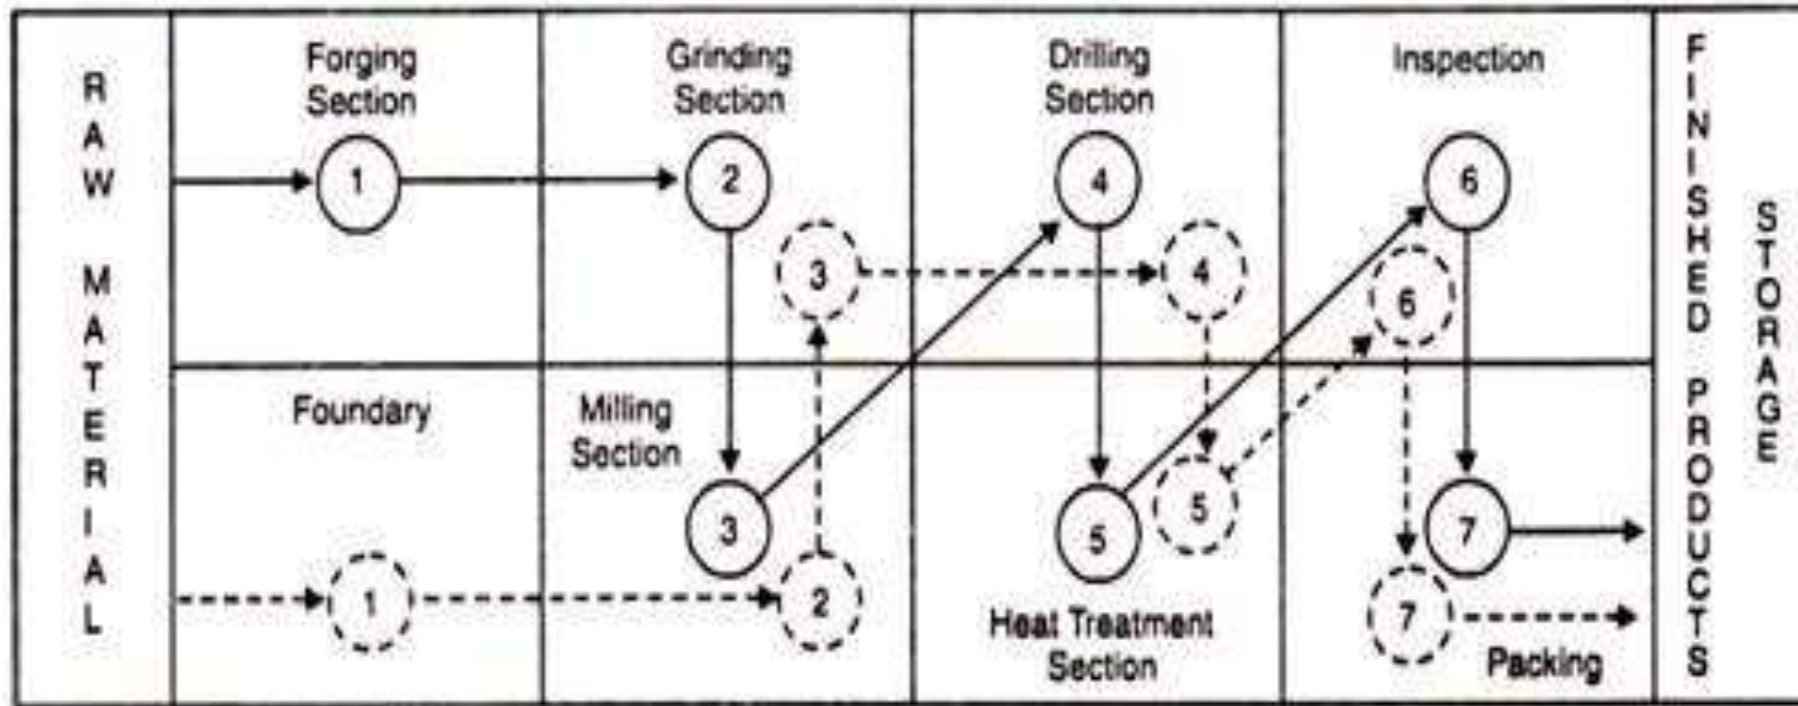 RAW MATERIAL
Forging
Section
1
Grinding
Section
2
3
Drilling
Section
4
4
Inspection
6
6
Foundary
1
Milling
Section
3
2
5
5
Heat Treatment
Section
7
7
Packing
FINISHED PRODUCTS
STORAGE